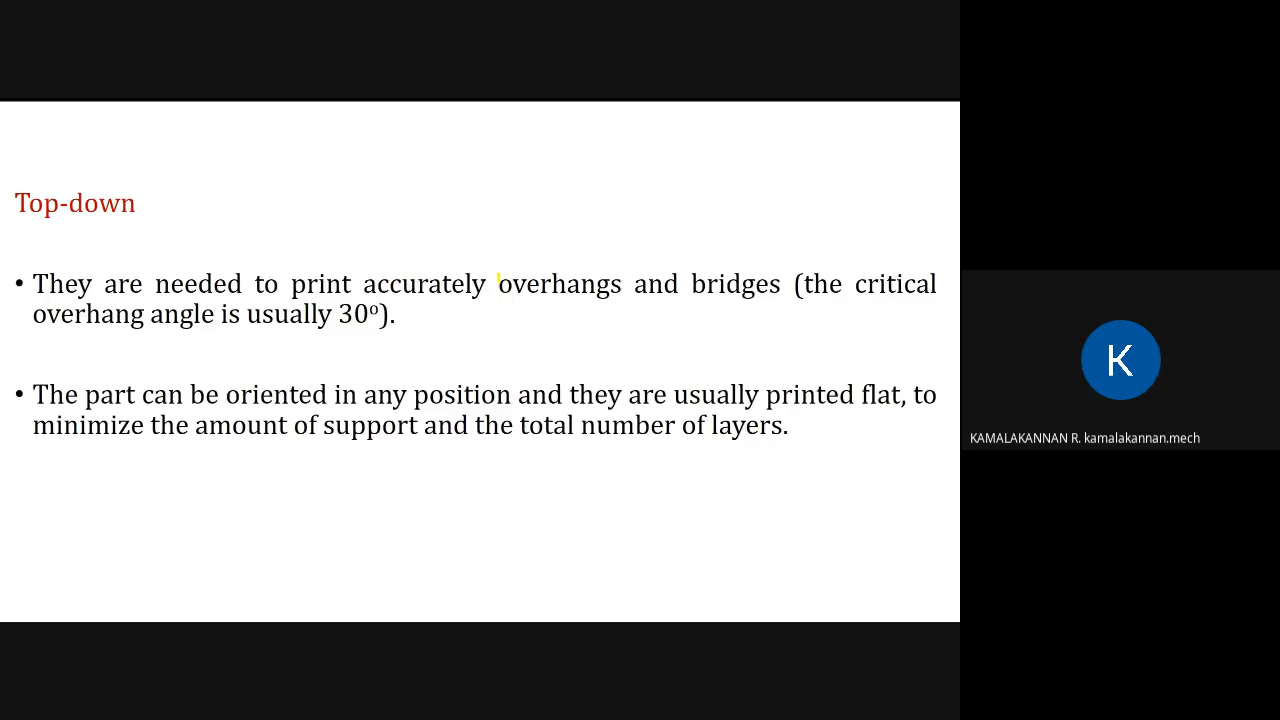 Top-down
• They are needed to print accurately overhangs and bridges (the critical
overhang angle is usually 30º).
• The part can be oriented in any position and they are usually printed flat, to
minimize the amount of support and the total number of layers.
K
KAMALAKANNAN R. kamalakannan.mech